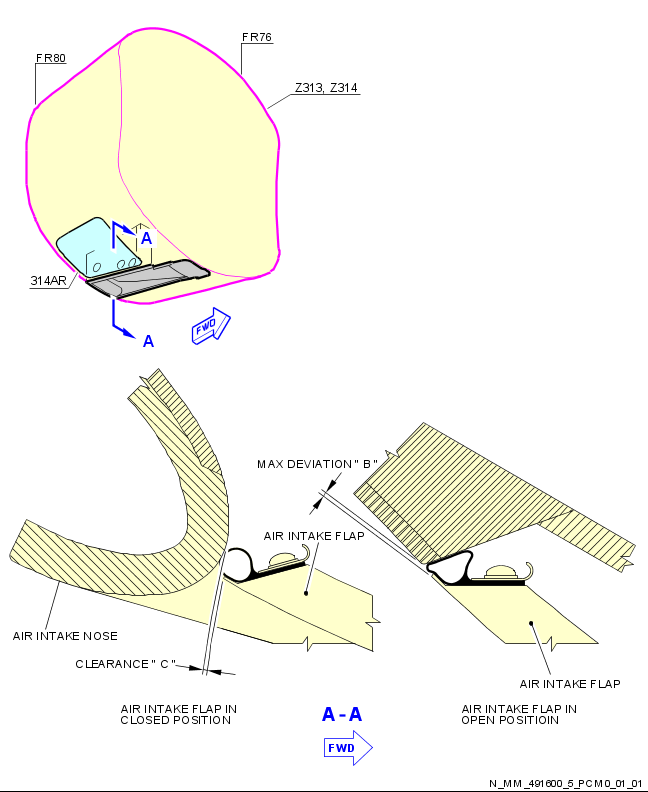 FR76
FR80
Z313, Z314
A
314AR
FWD
A
MAX DEVIATION " B "
AIR INTAKE FLAP
AIR INTAKE NOSE
CLEARANCE " C "
AIR INTAKE FLAP
AIR INTAKE FLAP IN
CLOSED POSITION
A-A
AIR INTAKE FLAP IN
OPEN POSITIOIN
FWD
N_MM_491600_5_PCM0_01_01